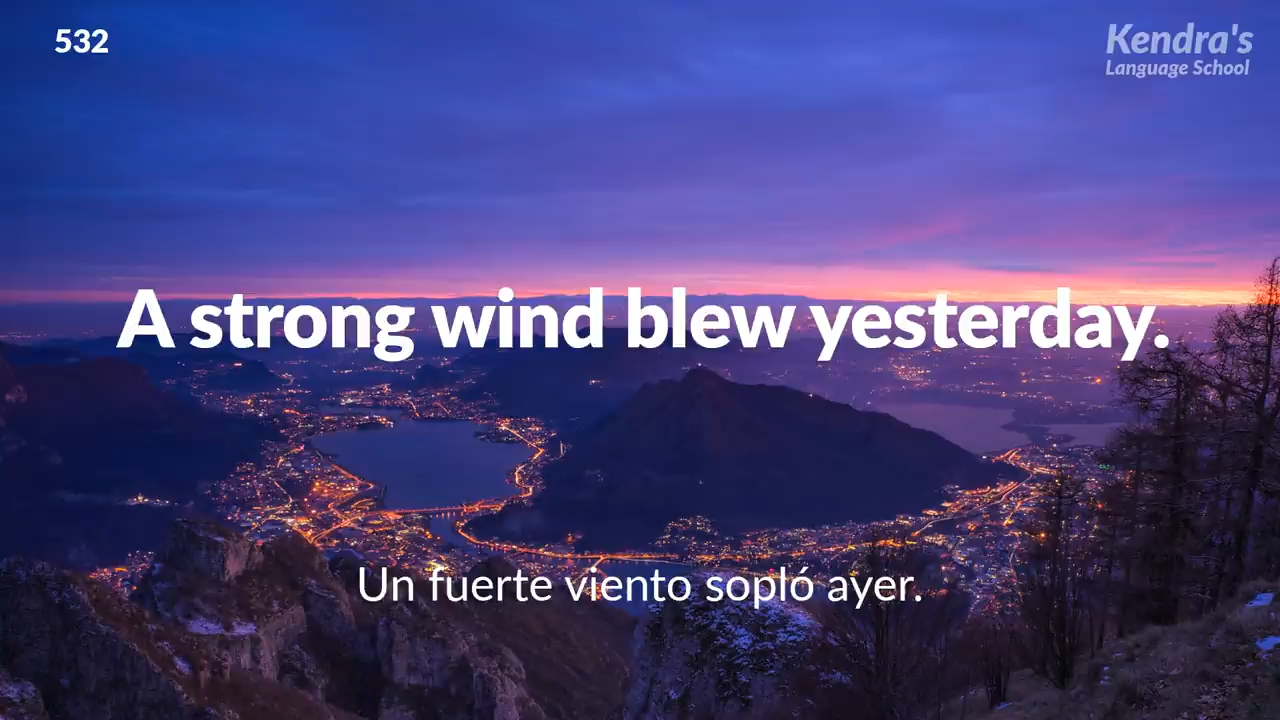 532
Kendra's
Language School
A strong wind blew yesterday.
Un fuerte viento sopló ayer.